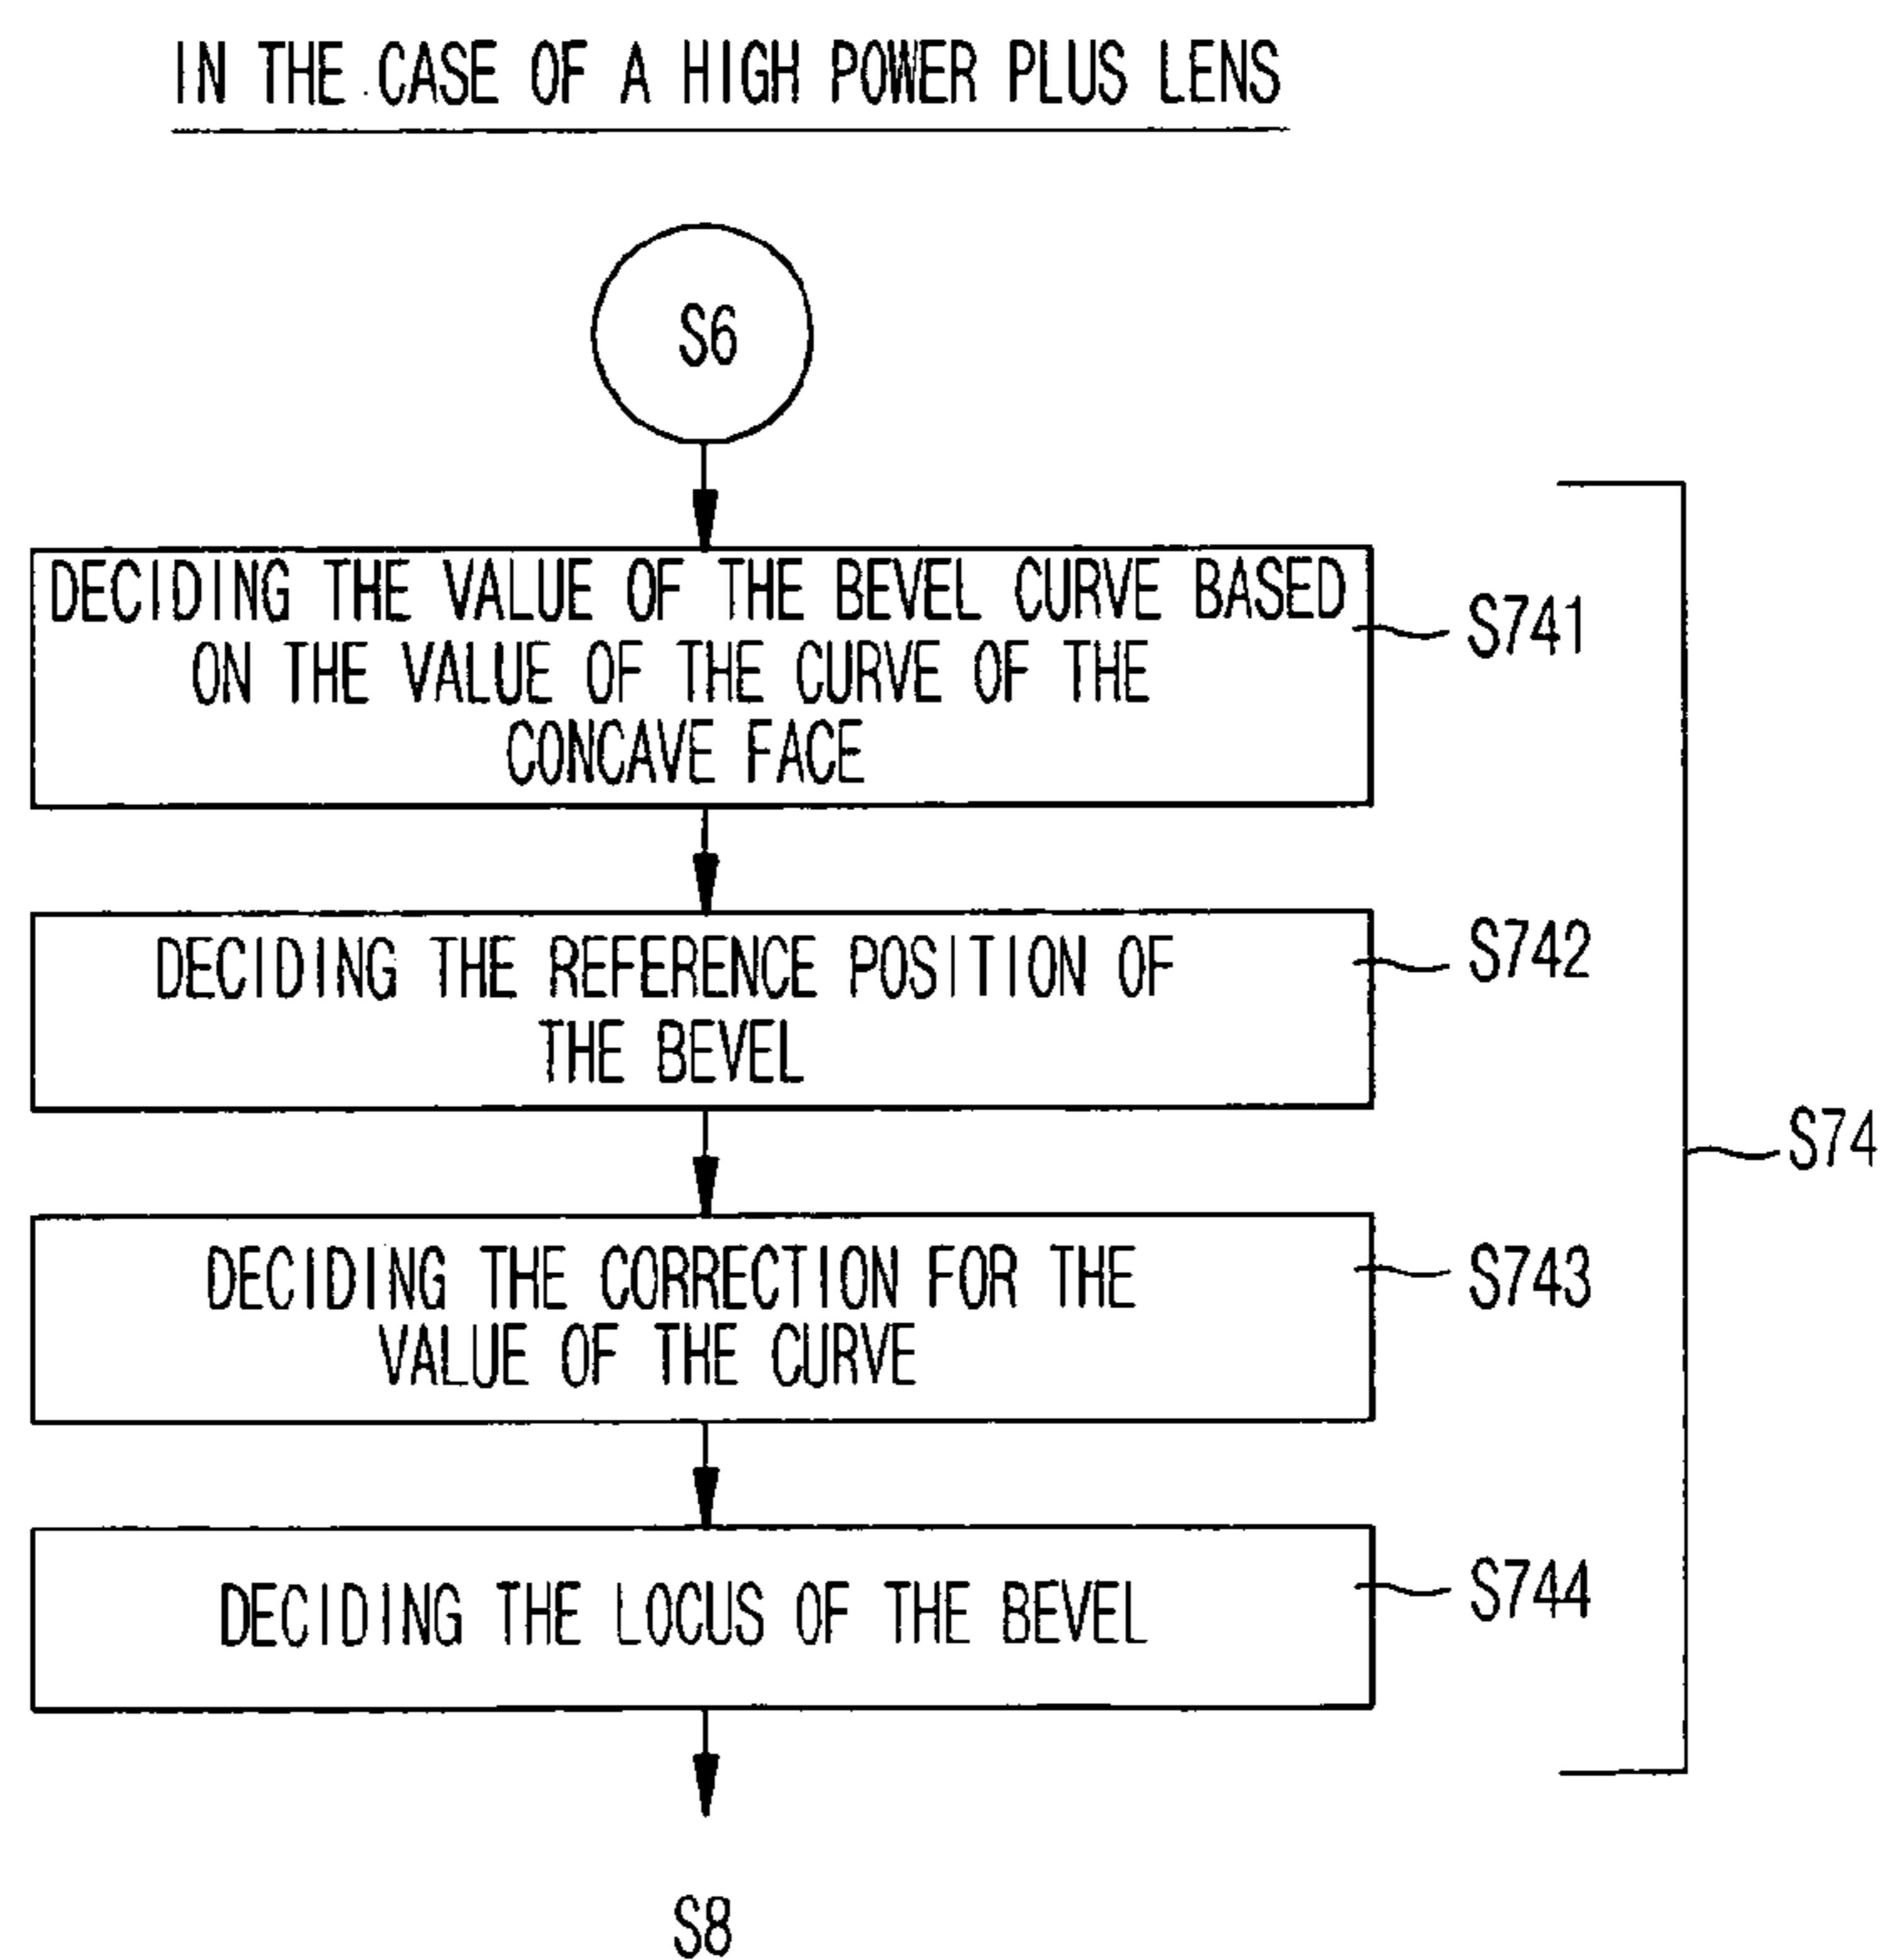 IN THE CASE OF A HIGH POWER PLUS LENS
S6
DECIDING THE VALUE OF THE BEVEL CURVE BASED
ON THE VALUE OF THE CURVE OF THE
CONCAVE FACE
S741
DECIDING THE REFERENCE POSITION OF
THE BEVEL
S742
S74
DECIDING THE CORRECTION FOR THE
VALUE OF THE CURVE
S743
DECIDING THE LOCUS OF THE BEVEL
S744
S8